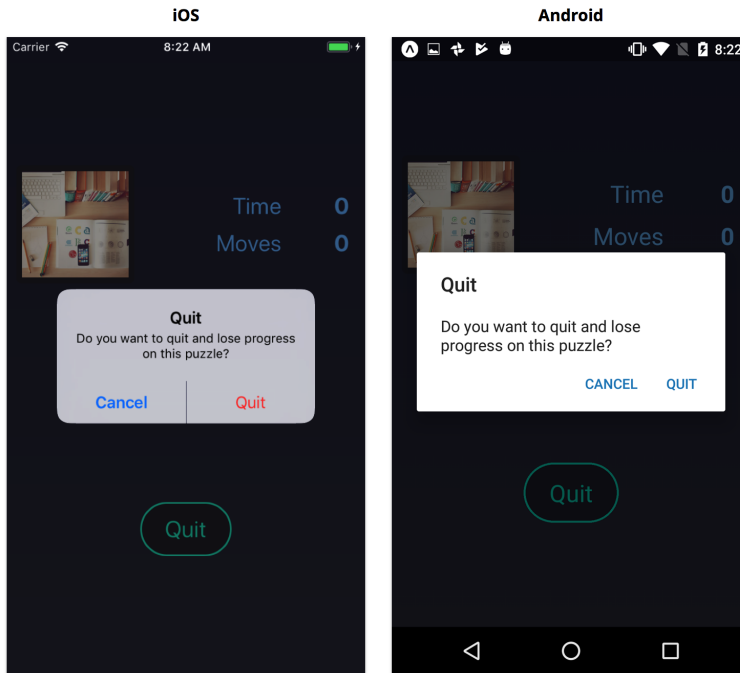 iOS
Carrier 8:22 AM
Time 0
Moves 0
Quit
Do you want to quit and lose progress
on this puzzle?
Cancel Quit
Quit
Android
8:22
Time 0
Moves 0
Quit
Do you want to quit and lose
progress on this puzzle?
CANCEL QUIT
Quit